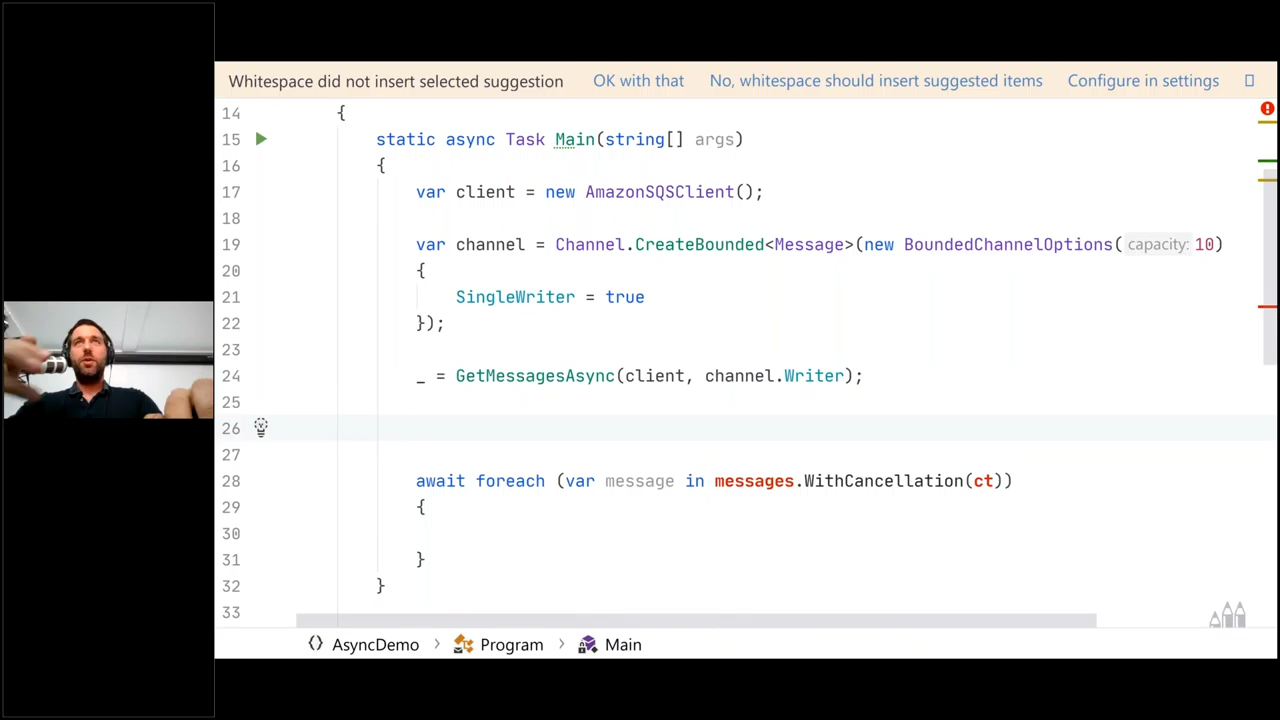 Whitespace did not insert selected suggestion OK with that No, whitespace should insert suggested items Configure in settings
14 {
15 static async Task Main(string[] args)
16 {
17 var client = new AmazonSQSClient();
18
19 var channel = Channel.CreateBounded<Message>(new BoundedChannelOptions( capacity: 10)
20 {
21 SingleWriter = true
22 });
23
24 _ = GetMessagesAsync(client, channel.Writer);
25
26
27
28 await foreach (var message in messages.WithCancellation(ct))
29 {
30
31 }
32 }
33
AsyncDemo > Program > Main